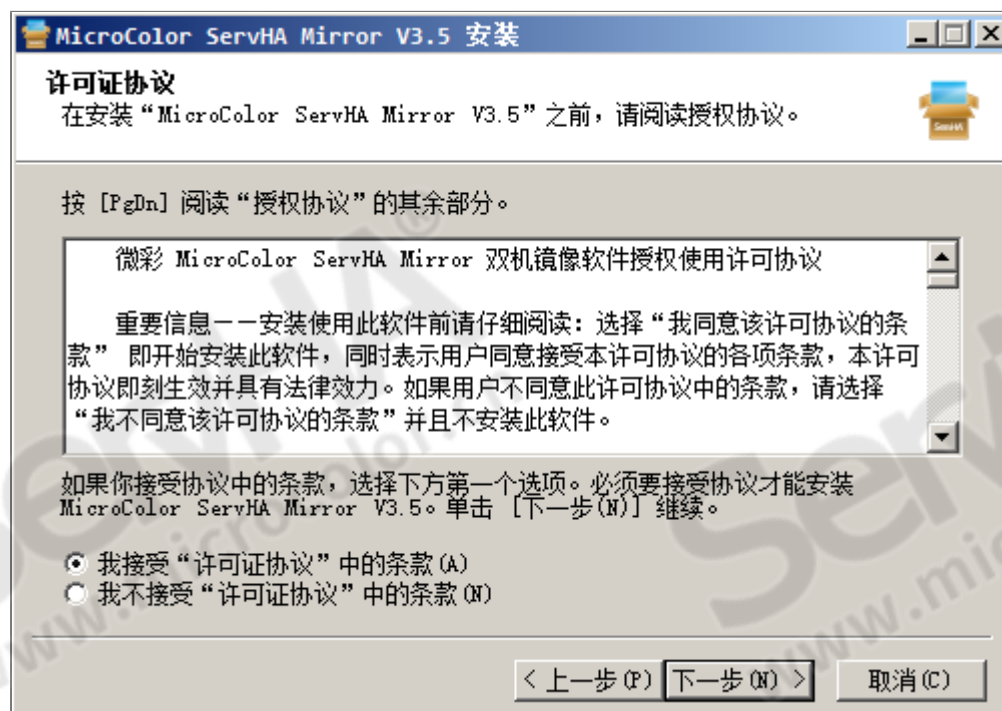 MicroColor ServHA Mirror V3.5 安装
许可证协议
在安装“MicroColor ServHA Mirror V3.5”之前，请阅读授权协议。
ServHA
按 [PgDn] 阅读“授权协议”的其余部分。
微彩 MicroColor ServHA Mirror 双机镜像软件授权使用许可协议
重要信息－－安装使用此软件前请仔细阅读：选择“我同意该许可协议的条
款” 即开始安装此软件，同时表示用户同意接受本许可协议的各项条款，本许可
协议即刻生效并具有法律效力。如果用户不同意此许可协议中的条款，请选择
“我不同意该许可协议的条款”并且不安装此软件。
如果你接受协议中的条款，选择下方第一个选项。必须要接受协议才能安装
MicroColor ServHA Mirror V3.5。单击 [下一步(N)] 继续。
我接受“许可证协议”中的条款(A)
我不接受“许可证协议”中的条款(N)
< 上一步(P)
下一步(N) >
取消(C)